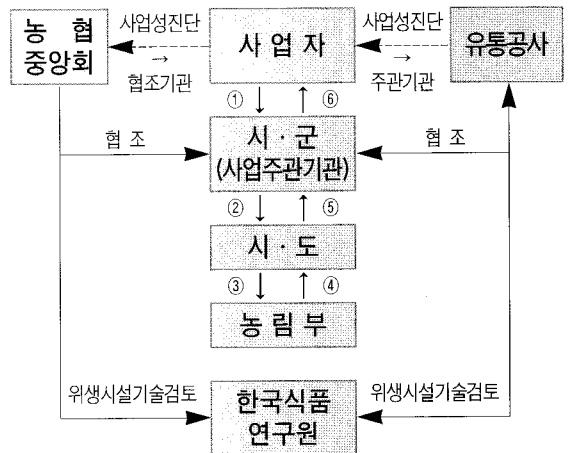 농 협
중앙회
사업성진단
→
협조기관
사 업 자
사업성진단
→
주관기관
유통공사
① ↓ ↑ ⑥
협 조
시 · 군
(사업주관기관)
협 조
② ↓ ↑ ⑤
시 · 도
③ ↓ ↑ ④
농 림 부
위생시설기술검토
한국식품
연구원
위생시설기술검토